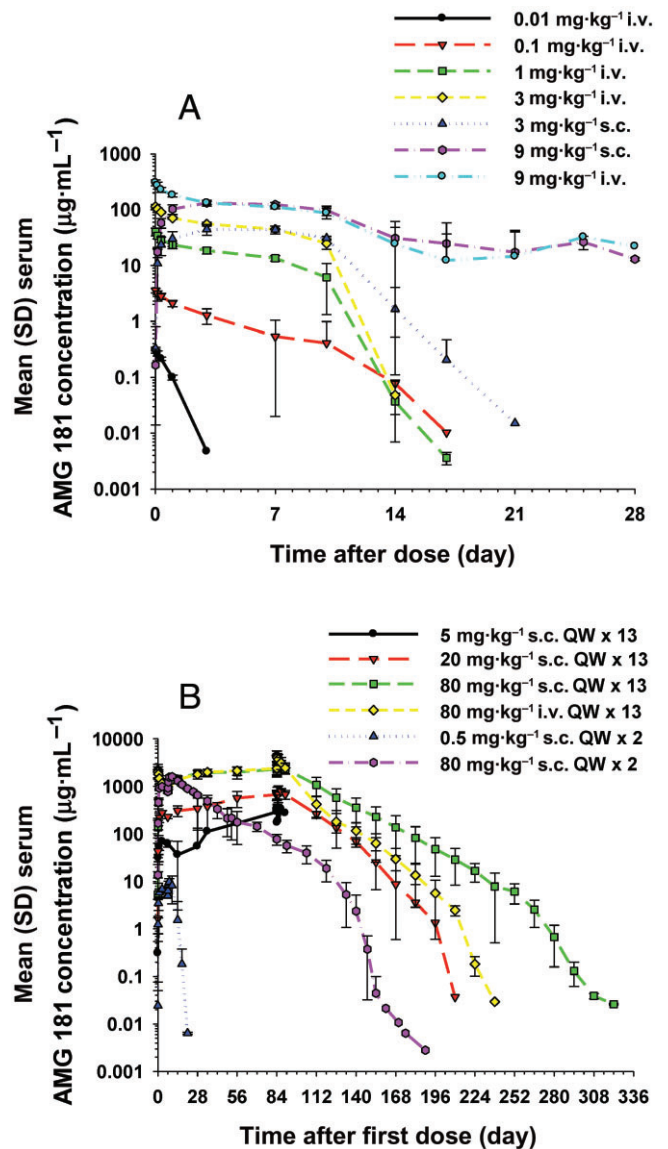 0.01 mg·kg⁻¹ i.v.
0.1 mg·kg⁻¹ i.v.
1 mg·kg⁻¹ i.v.
3 mg·kg⁻¹ i.v.
3 mg·kg⁻¹ s.c.
9 mg·kg⁻¹ s.c.
9 mg·kg⁻¹ i.v.
A
Mean (SD) serum
AMG 181 concentration (µg·mL⁻¹)
1000
100
10
1
0.1
0.01
0.001
0 7 14 21 28
Time after dose (day)
5 mg·kg⁻¹ s.c. QW x 13
20 mg·kg⁻¹ s.c. QW x 13
80 mg·kg⁻¹ s.c. QW x 13
80 mg·kg⁻¹ i.v. QW x 13
0.5 mg·kg⁻¹ s.c. QW x 2
80 mg·kg⁻¹ s.c. QW x 2
B
Mean (SD) serum
AMG 181 concentration (µg·mL⁻¹)
10000
1000
100
10
1
0.1
0.01
0.001
0 28 56 84 112 140 168 196 224 252 280 308 336
Time after first dose (day)